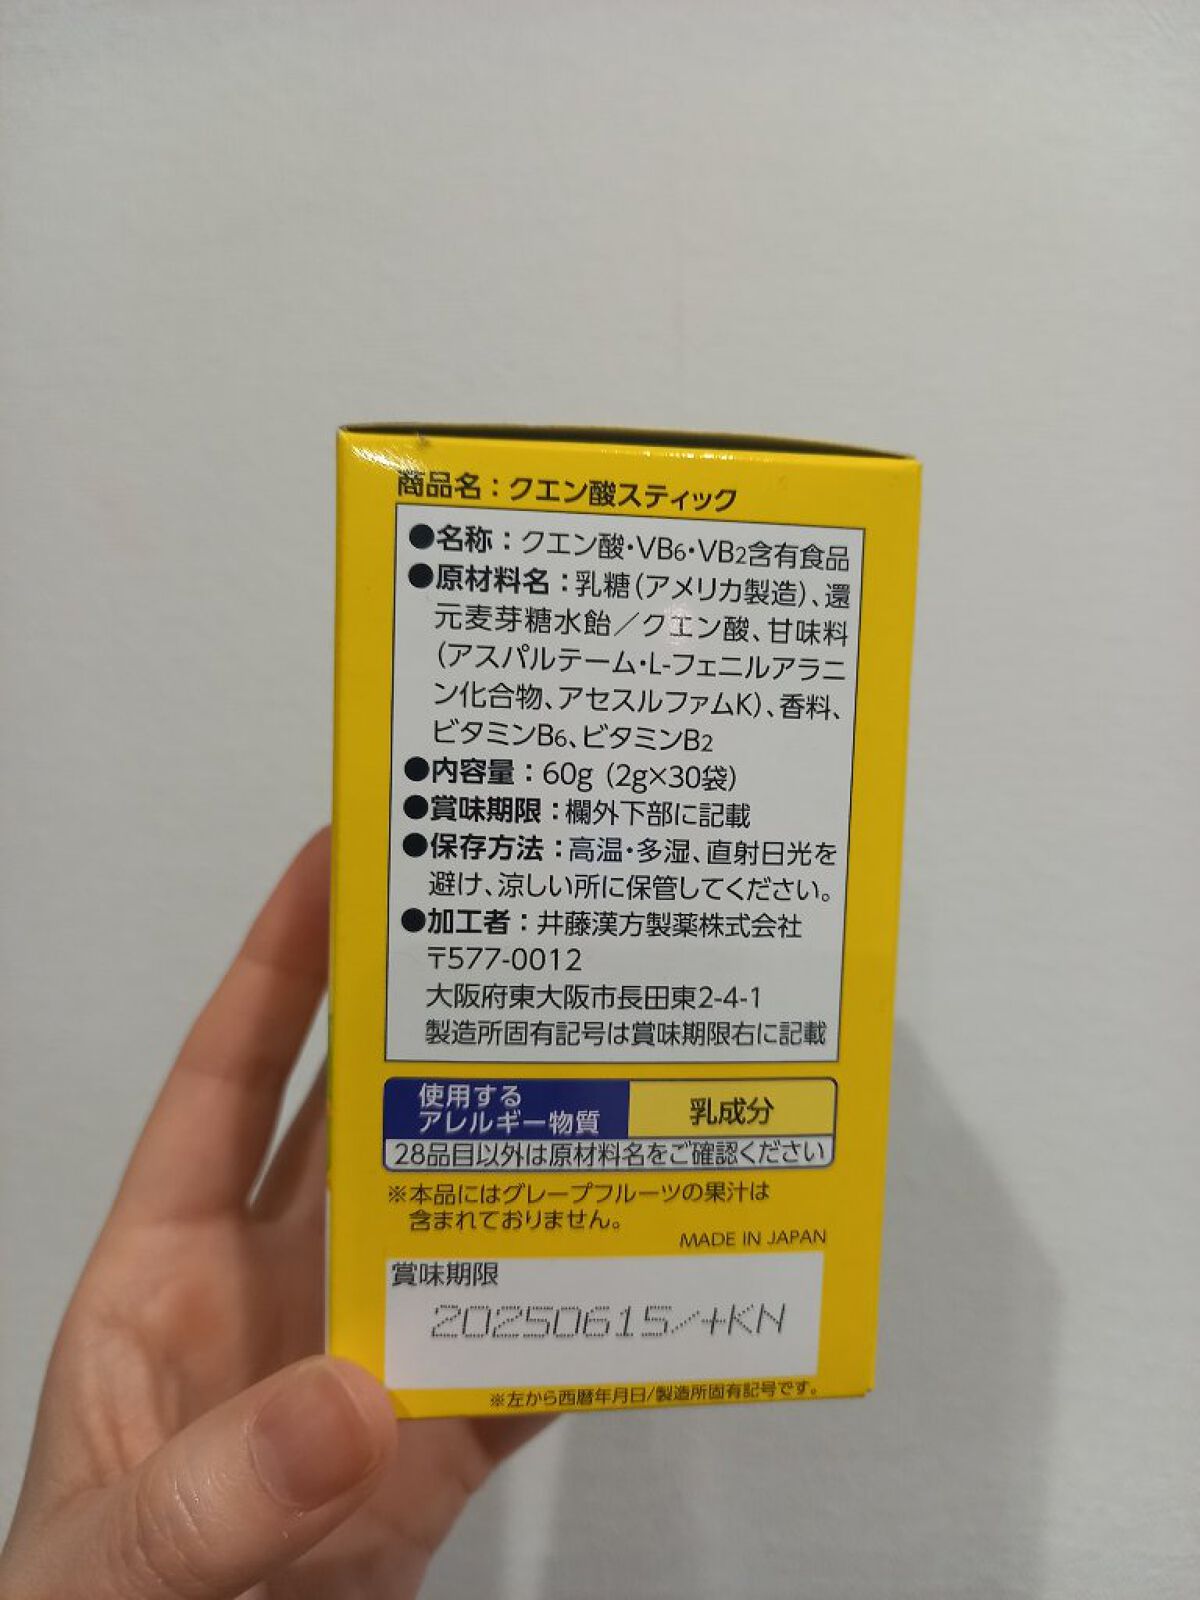 商品名：クエン酸スティック
●名称：クエン酸・VB6・VB2含有食品
●原材料名：乳糖（アメリカ製造）、還
元麦芽糖水飴／クエン酸、甘味料
（アスパルテーム・L-フェニルアラニ
ン化合物、アセスルファムK）、香料、
ビタミンB6、ビタミンB2
●内容量：60g（2g×30袋）
●賞味期限：欄外下部に記載
●保存方法：高温・多湿、直射日光を
避け、涼しい所に保管してください。
●加工者：井藤漢方製薬株式会社
〒577-0012
大阪府東大阪市長田東2-4-1
製造所固有記号は賞味期限右に記載
使用する
アレルギー物質
乳成分
28品目以外は原材料名をご確認ください
※本品にはグレープフルーツの果汁は
含まれておりません。
MADE IN JAPAN
賞味期限
20250615/+KN
※左から西暦年月日/製造所固有記号です。